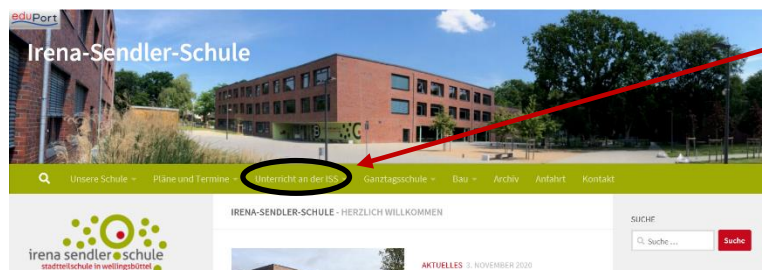 eduPort
Irena-Sendler-Schule
Unsere Schule Pläne und Termine Unterricht an der ISS Ganztagsschule Bau Archiv Anfahrt Kontakt
IRENA-SENDLER-SCHULE - HERZLICH WILLKOMMEN
SUCHE
Suche ... Suche
irena sendler schule
stadtteilschule in wellingsbüttel
AKTUELLES 3. NOVEMBER 2020